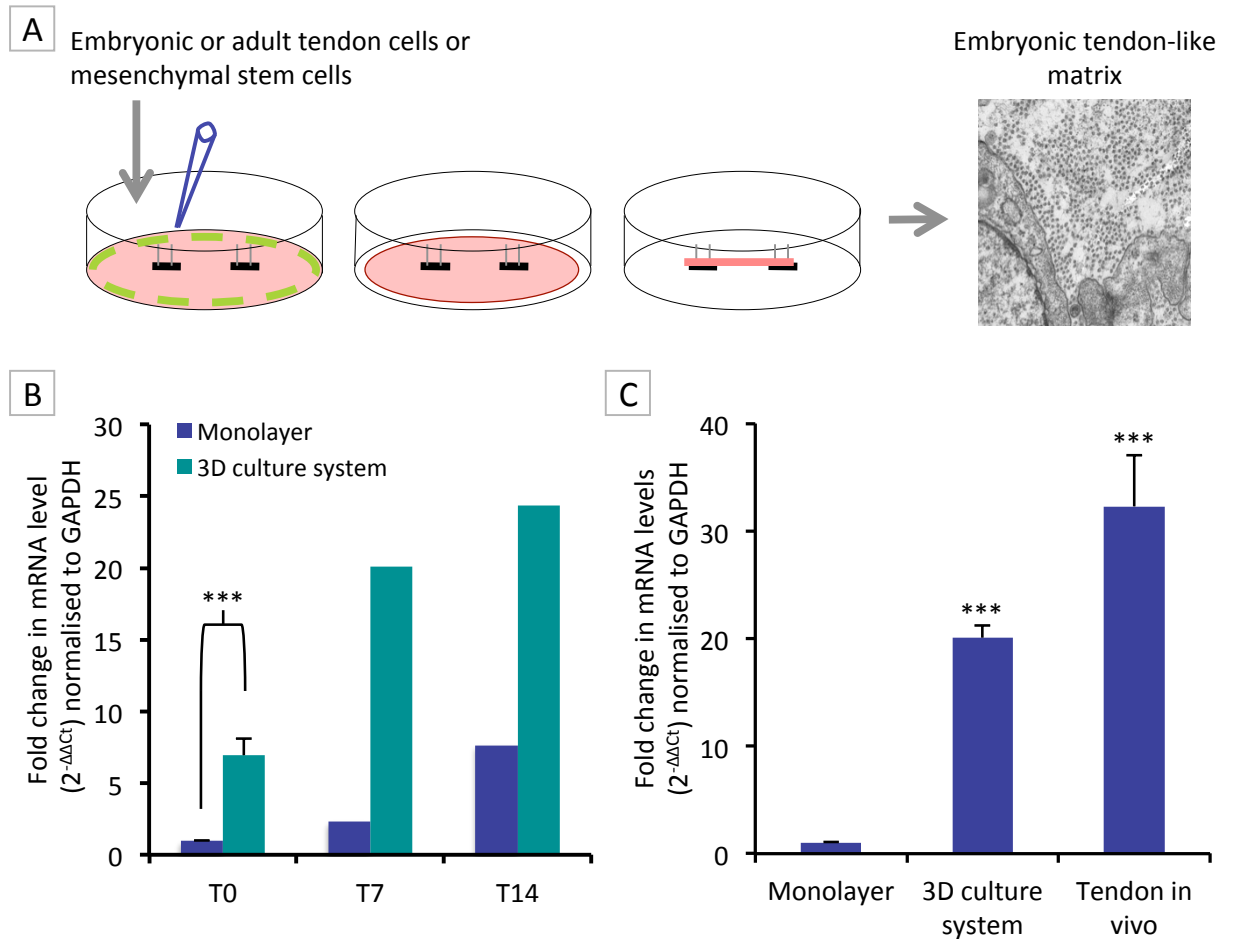 A
Embryonic or adult tendon cells or
mesenchymal stem cells
Embryonic tendon-like
matrix
B
Fold change in mRNA level
(2-ΔΔCt) normalised to GAPDH
30
25
20
15
10
5
0
Monolayer
3D culture system
***
T0
T7
T14
C
Fold change in mRNA levels
(2-ΔΔCt) normalised to GAPDH
40
30
20
10
0
***
***
Monolayer
3D culture
system
Tendon in
vivo